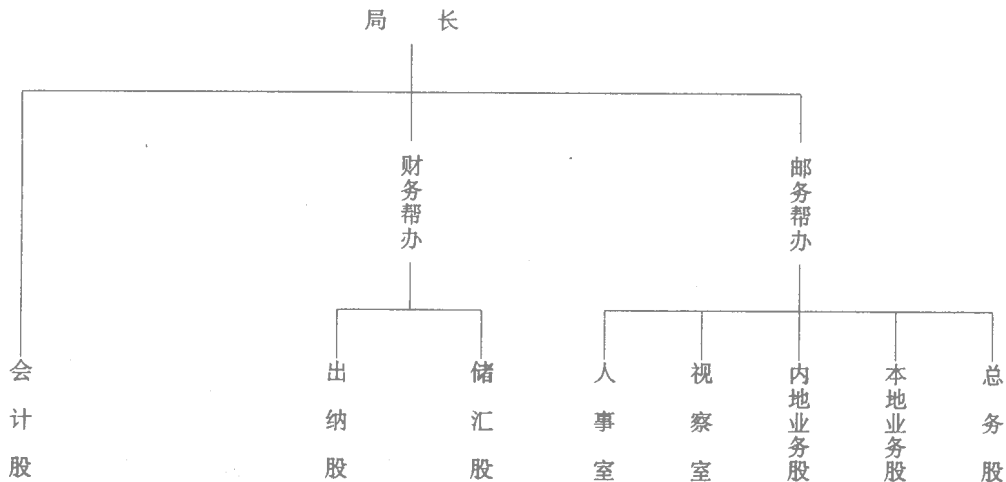 局长
财务帮办
邮务帮办
会计股
出纳股
储汇股
人事室
视察室
内地业务股
本地业务股
总务股